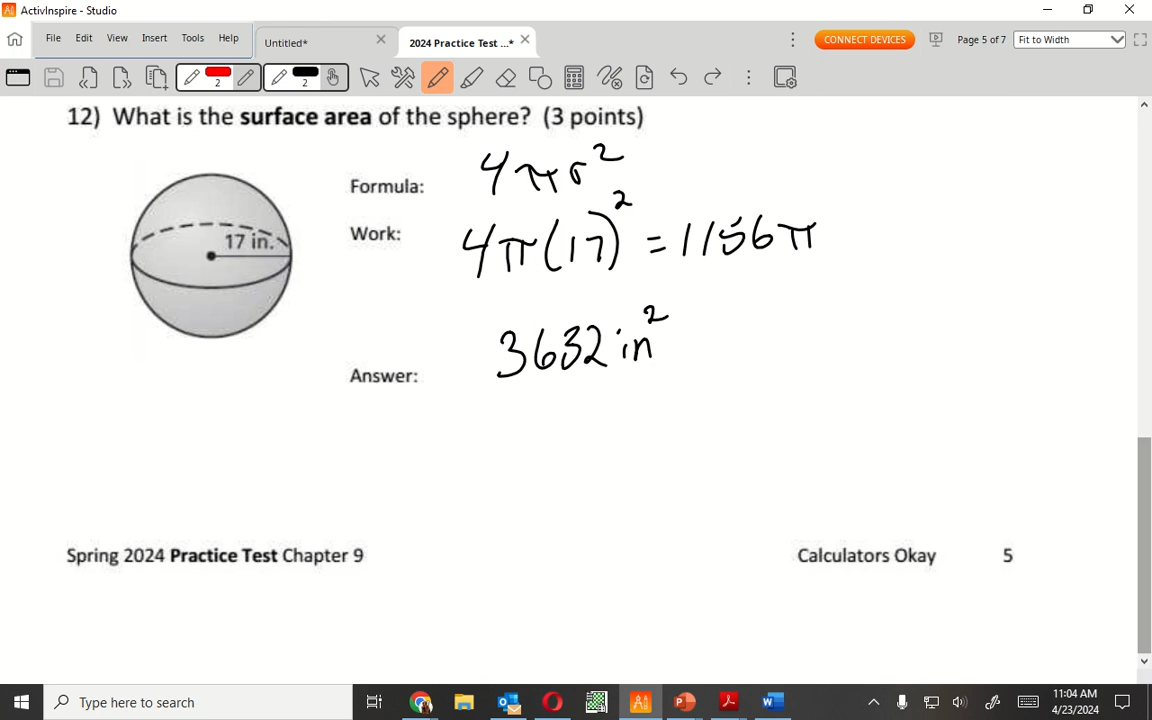 ActivInspire - Studio
File Edit View Insert Tools Help
Untitled*
2024 Practice Test ...*
CONNECT DEVICES
Page 5 of 7
Fit to Width
2
2
12) What is the surface area of the sphere? (3 points)
17 in.
Formula: 4πr²
Work: 4π(17)² = 1156π
3632 in²
Answer:
Spring 2024 Practice Test Chapter 9
Calculators Okay 5
Type here to search
11:04 AM
4/23/2024